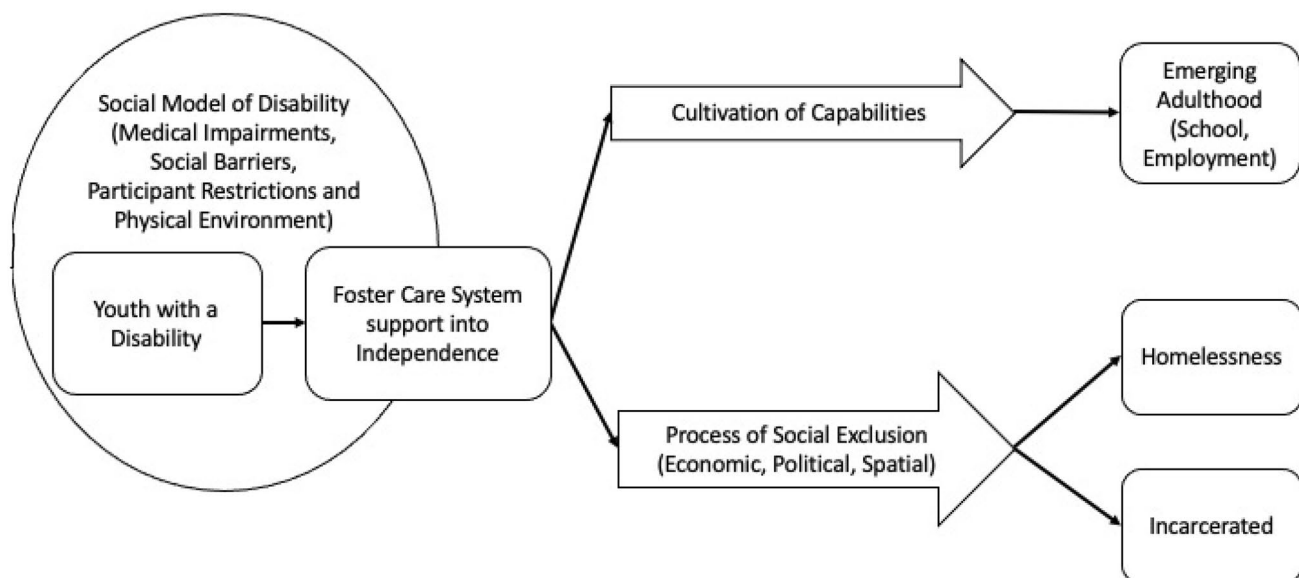 Social Model of Disability
(Medical Impairments,
Social Barriers,
Participant Restrictions and
Physical Environment)
Youth with a
Disability
Foster Care System
support into
Independence
Cultivation of Capabilities
Emerging
Adulthood
(School,
Employment)
Process of Social Exclusion
(Economic, Political, Spatial)
Homelessness
Incarcerated